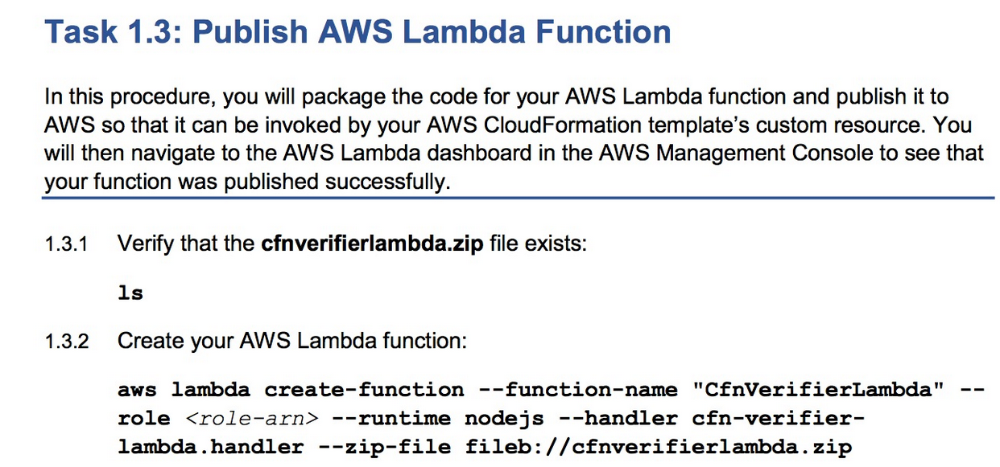 Task 1.3: Publish AWS Lambda Function
In this procedure, you will package the code for your AWS Lambda function and publish it to
AWS so that it can be invoked by your AWS CloudFormation template’s custom resource. You
will then navigate to the AWS Lambda dashboard in the AWS Management Console to see that
your function was published successfully.
1.3.1 Verify that the cfnverifierlambda.zip file exists:
ls
1.3.2 Create your AWS Lambda function:
aws lambda create-function --function-name "CfnVerifierLambda" --
role <role-arn> --runtime nodejs --handler cfn-verifier-
lambda.handler --zip-file fileb://cfnverifierlambda.zip